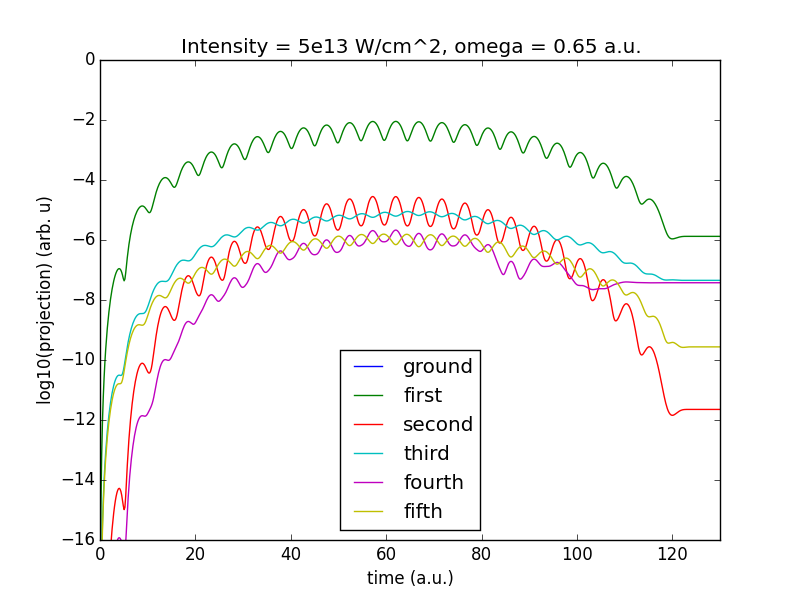 Intensity = 5e13 W/cm^2, omega = 0.65 a.u.
0
−2
−4
−6
−8
−10
−12
−14
−16
log10(projection) (arb. u)
ground
first
second
third
fourth
fifth
0 20 40 60 80 100 120
time (a.u.)